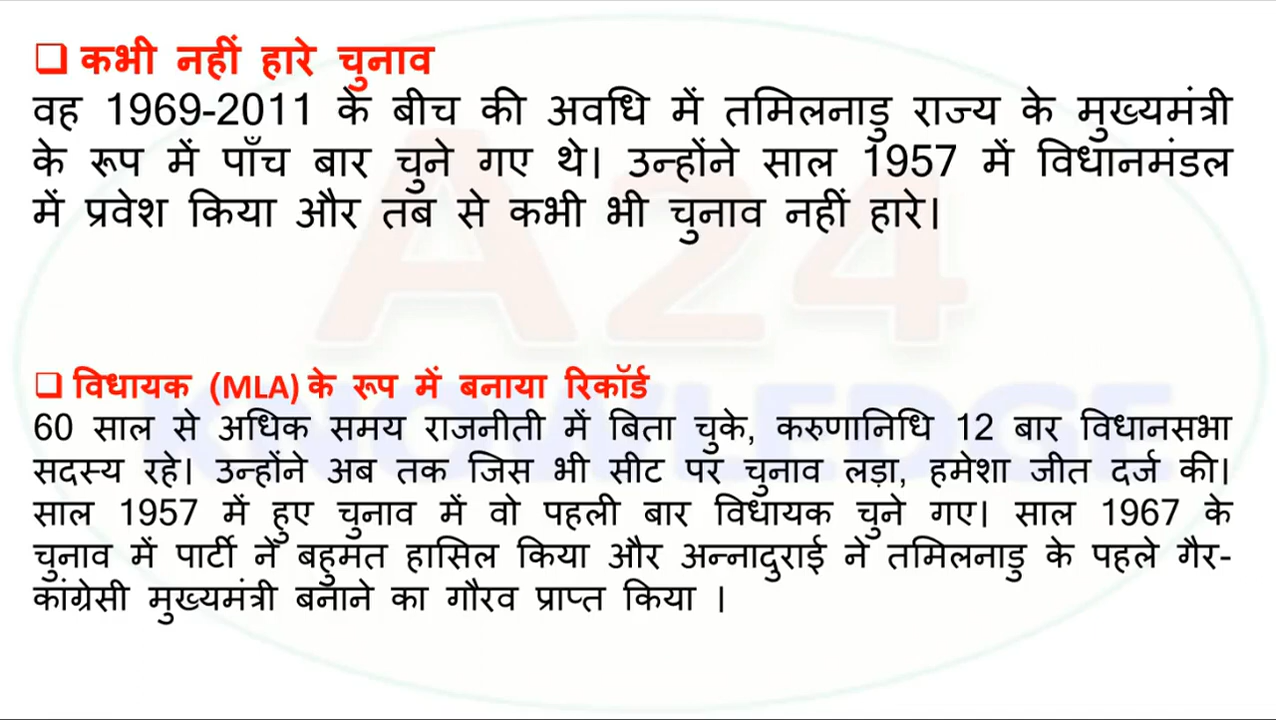 ❑ कभी नहीं हारे चुनाव
वह 1969-2011 के बीच की अवधि में तमिलनाडु राज्य के मुख्यमंत्री
के रूप में पाँच बार चुने गए थे। उन्होंने साल 1957 में विधानमंडल
में प्रवेश किया और तब से कभी भी चुनाव नहीं हारे।
A24
KNOWLEDGE
❑ विधायक (MLA) के रूप में बनाया रिकॉर्ड
60 साल से अधिक समय राजनीती में बिता चुके, करुणानिधि 12 बार विधानसभा
सदस्य रहे। उन्होंने अब तक जिस भी सीट पर चुनाव लड़ा, हमेशा जीत दर्ज की।
साल 1957 में हुए चुनाव में वो पहली बार विधायक चुने गए। साल 1967 के
चुनाव में पार्टी ने बहुमत हासिल किया और अन्नादुराई ने तमिलनाडु के पहले गैर-
कांग्रेसी मुख्यमंत्री बनाने का गौरव प्राप्त किया ।